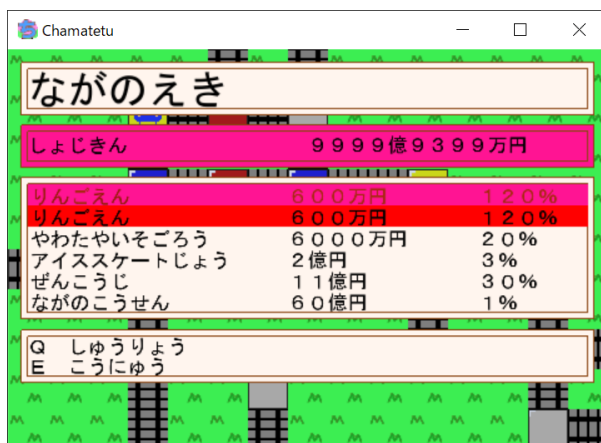 Chamatetu
ながのえき
しょじきん ９９９９億９３９９万円
りんごえん ６００万円 １２０%
りんごえん ６００万円 １２０%
やわたやいそごろう ６０００万円 ２０%
アイススケートじょう ２億円 ３%
ぜんこうじ １１億円 ３０%
ながのこうせん ６０億円 １%
Q しゅうりょう
E こうにゅう